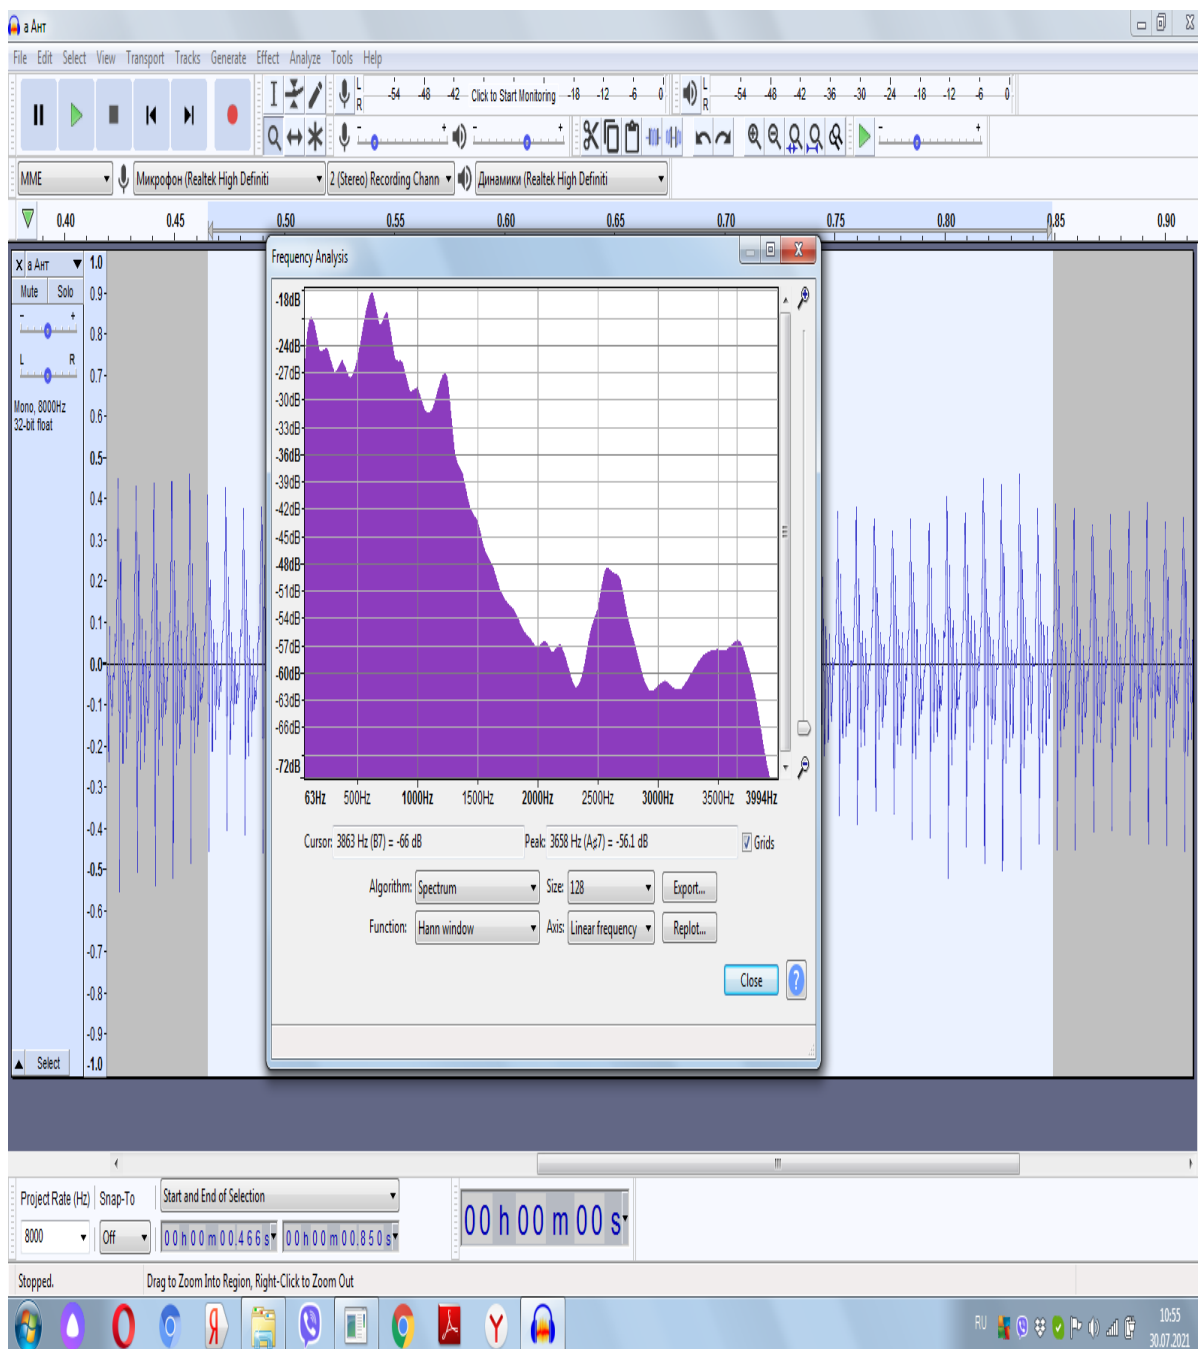 а Ант
File Edit Select View Transport Tracks Generate Effect Analyze Tools Help
L R -54 -48 -42 Click to Start Monitoring -18 -12 -6 0 L R -54 -48 -42 -36 -30 -24 -18 -12 -6 0
- + - + - +
MME Микрофон (Realtek High Definiti 2 (Stereo) Recording Chann Динамики (Realtek High Definiti
0.40 0.45 0.50 0.55 0.60 0.65 0.70 0.75 0.80 0.85 0.90
X а Ант
Mute Solo
- +
L R
Mono, 8000Hz
32-bit float
Select
1.0
0.9
0.8
0.7
0.6
0.5
0.4
0.3
0.2
0.1
0.0
-0.1
-0.2
-0.3
-0.4
-0.5
-0.6
-0.7
-0.8
-0.9
-1.0
Frequency Analysis
-18dB
-24dB
-27dB
-30dB
-33dB
-36dB
-39dB
-42dB
-45dB
-48dB
-51dB
-54dB
-57dB
-60dB
-63dB
-66dB
-72dB
63Hz 500Hz 1000Hz 1500Hz 2000Hz 2500Hz 3000Hz 3500Hz 3994Hz
Cursor: 3863 Hz (B7) = -66 dB Peak: 3658 Hz (A♯7) = -56.1 dB Grids
Algorithm: Spectrum Size: 128 Export...
Function: Hann window Axis: Linear frequency Replot...
Close ?
Project Rate (Hz) Snap-To Start and End of Selection
8000 Off 00h00m00.466s 00h00m00.850s
00 h 00 m 00 s
Stopped. Drag to Zoom Into Region, Right-Click to Zoom Out
RU 10:55
30.07.2021